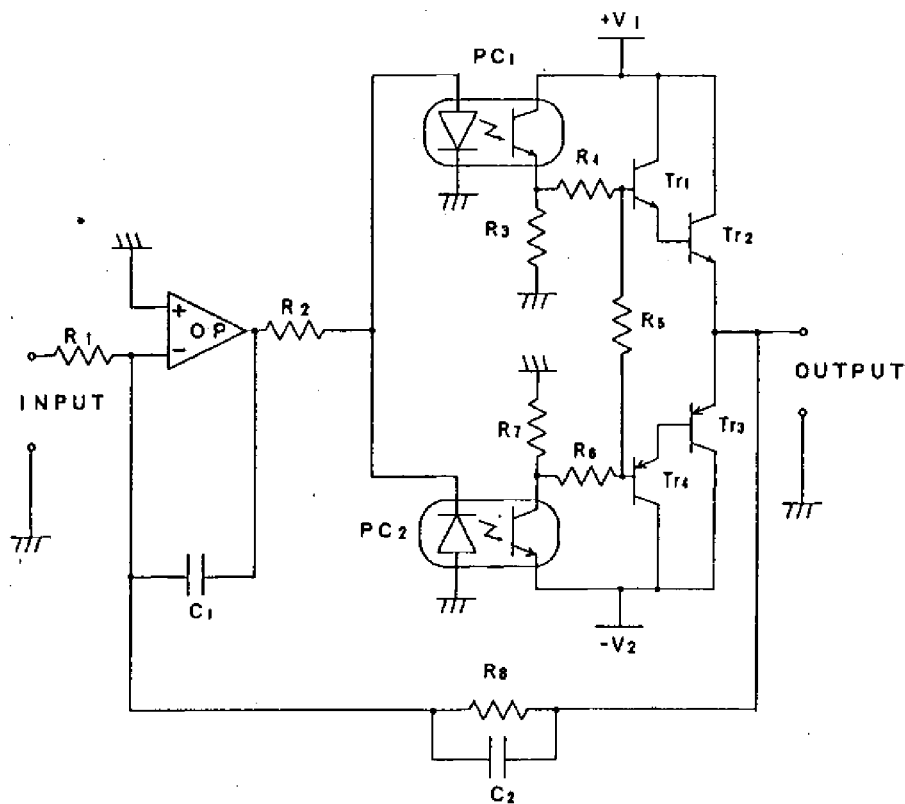 +V1
PC1
R4
Tr1
R3
Tr2
R2
+
OP
R1
-
R5
INPUT
OUTPUT
R7
R6
Tr3
Tr4
PC2
C1
-V2
R8
C2